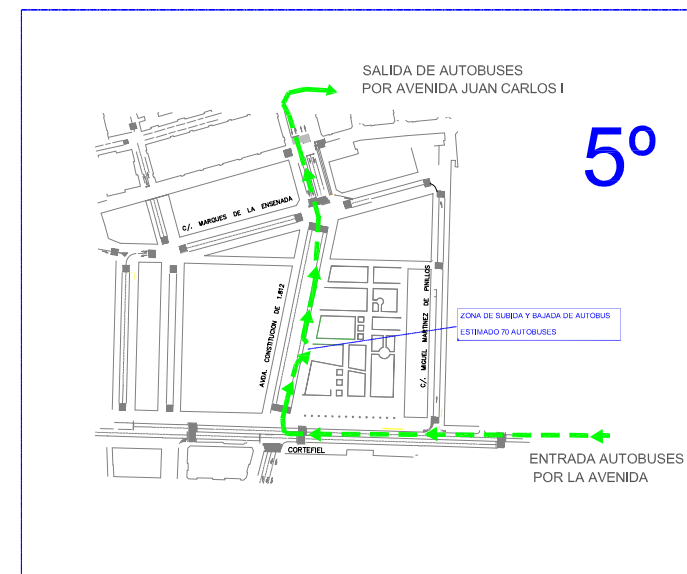 SALIDA DE AUTOBUSES
POR AVENIDA JUAN CARLOS I
5º
C/. MARQUES DE LA ENSENADA
AVDA. CONSTITUCION DE 1.812
C/. MIGUEL MARTINEZ DE PINILLOS
ZONA DE SUBIDA Y BAJADA DE AUTOBUS
ESTIMADO 70 AUTOBUSES
CORTEFIEL
ENTRADA AUTOBUSES
POR LA AVENIDA